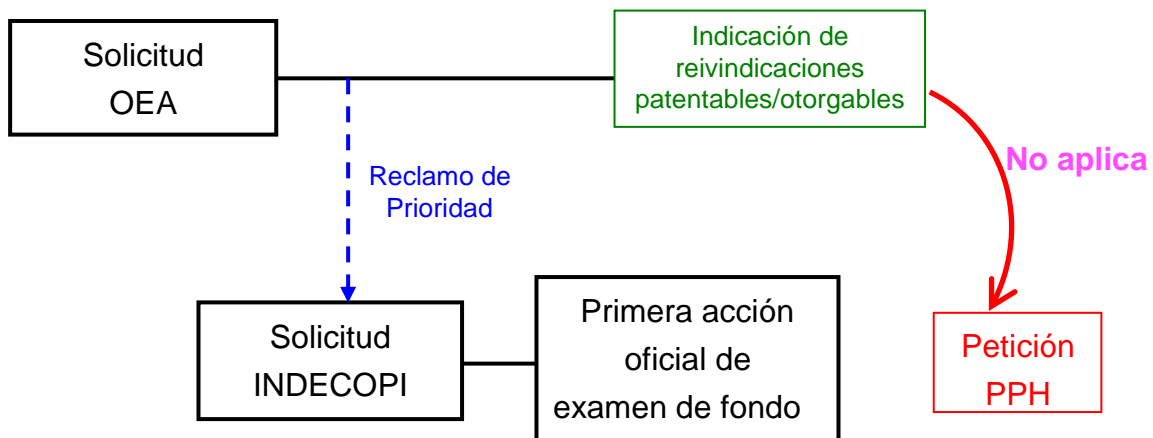 Solicitud
OEA
Indicación de
reivindicaciones
patentables/otorgables
No aplica
Reclamo de
Prioridad
Solicitud
INDECOPI
Primera acción
oficial de
examen de fondo
Petición
PPH